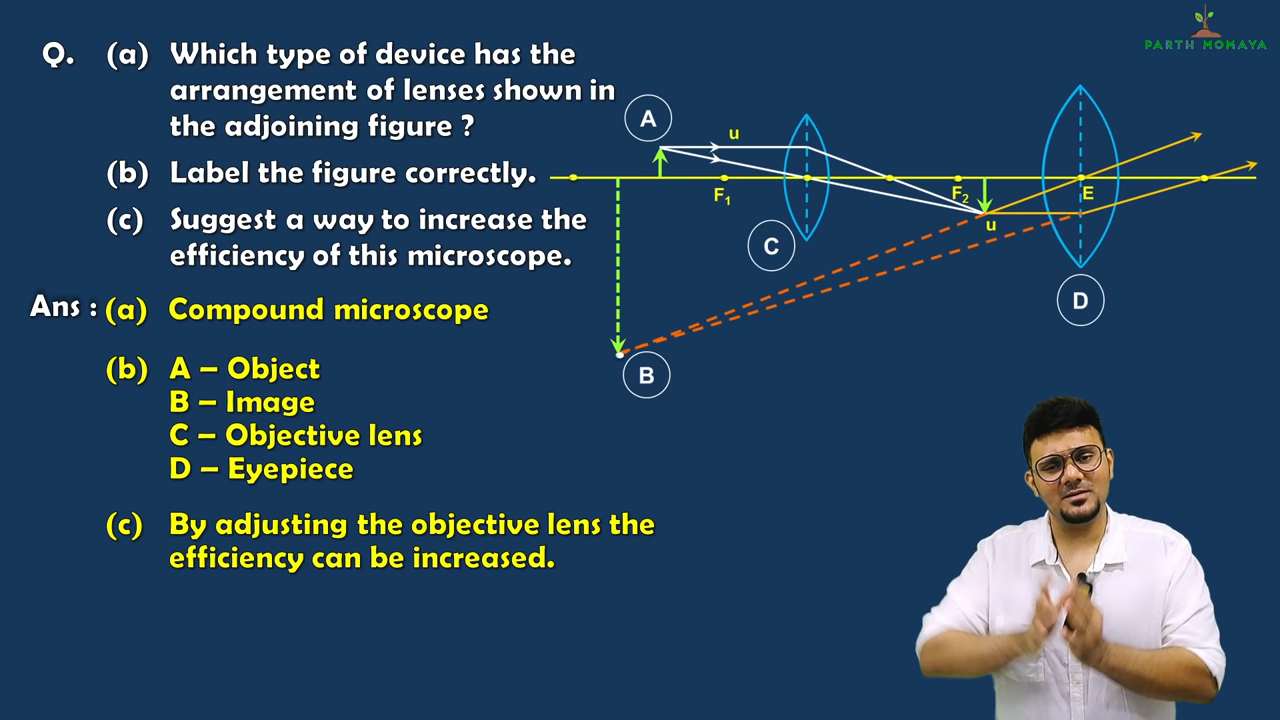 PARTH MOMAYA
Q. (a) Which type of device has the
arrangement of lenses shown in
the adjoining figure ?
(b) Label the figure correctly.
(c) Suggest a way to increase the
efficiency of this microscope.
Ans : (a) Compound microscope
(b) A – Object
B – Image
C – Objective lens
D – Eyepiece
(c) By adjusting the objective lens the
efficiency can be increased.
A
u
F₁
F₂
E
u
C
D
B